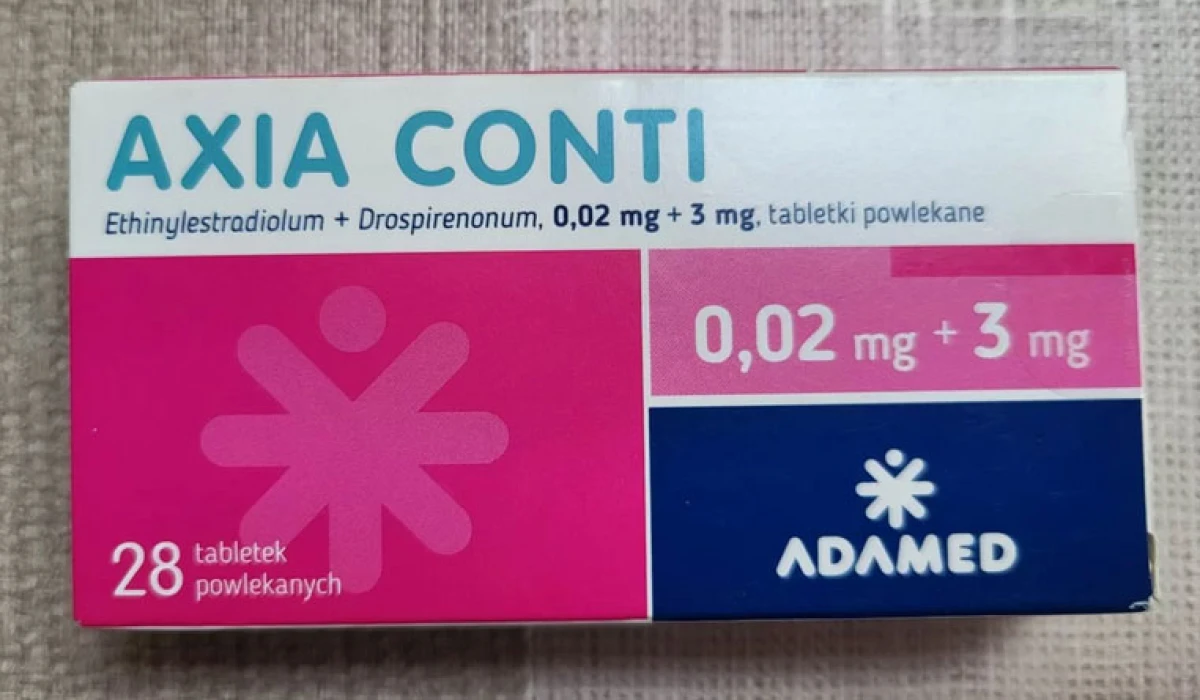 AXIA CONTI
Ethinylestradiolum + Drospirenonum, 0,02 mg + 3 mg, tabletki powlekane
0,02 mg + 3 mg
28 tabletek
powlekanych
ADAMED